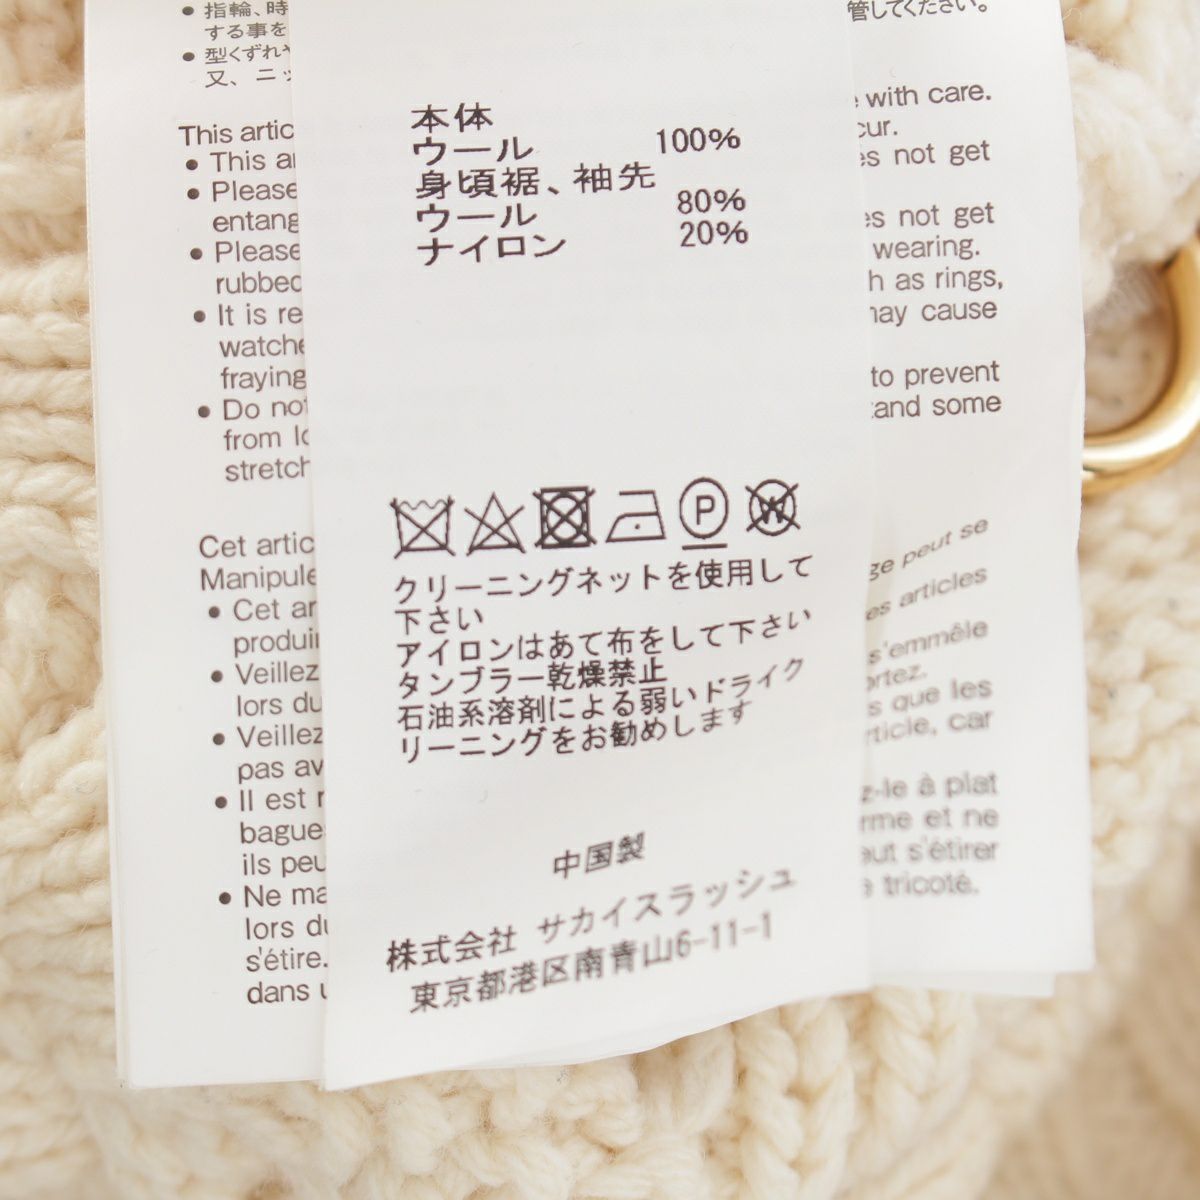 本体
ウール 100%
身頃裾、袖先
ウール 80%
ナイロン 20%
P
W
クリーニングネットを使用して
下さい
アイロンはあて布をして下さい
タンブラー乾燥禁止
石油系溶剤による弱いドライク
リーニングをお勧めします
中国製
株式会社 サカイスラッシュ
東京都港区南青山6-11-1
● 指輪、時
する事を
管してください。
● 型くずれや
又、ニッ
This artic
with care.
● This ar
cur.
● Please
es not get
entang
● Please
es not get
rubbed
wearing.
● It is re
h as rings,
watche
may cause
fraying
● Do not
to prevent
from lo
and some
stretch
Cet artic
ge peut se
Manipule
● Cet ar
es articles
produi
● Veillez
s'emmêle
lors du
ortez.
● Veillez
s que les
pas av
rticle, car
● Il est r
z-le à plat
bague
rme et ne
ils peu
eut s'étirer
● Ne ma
tricoté.
lors du
s'étire.
dans u